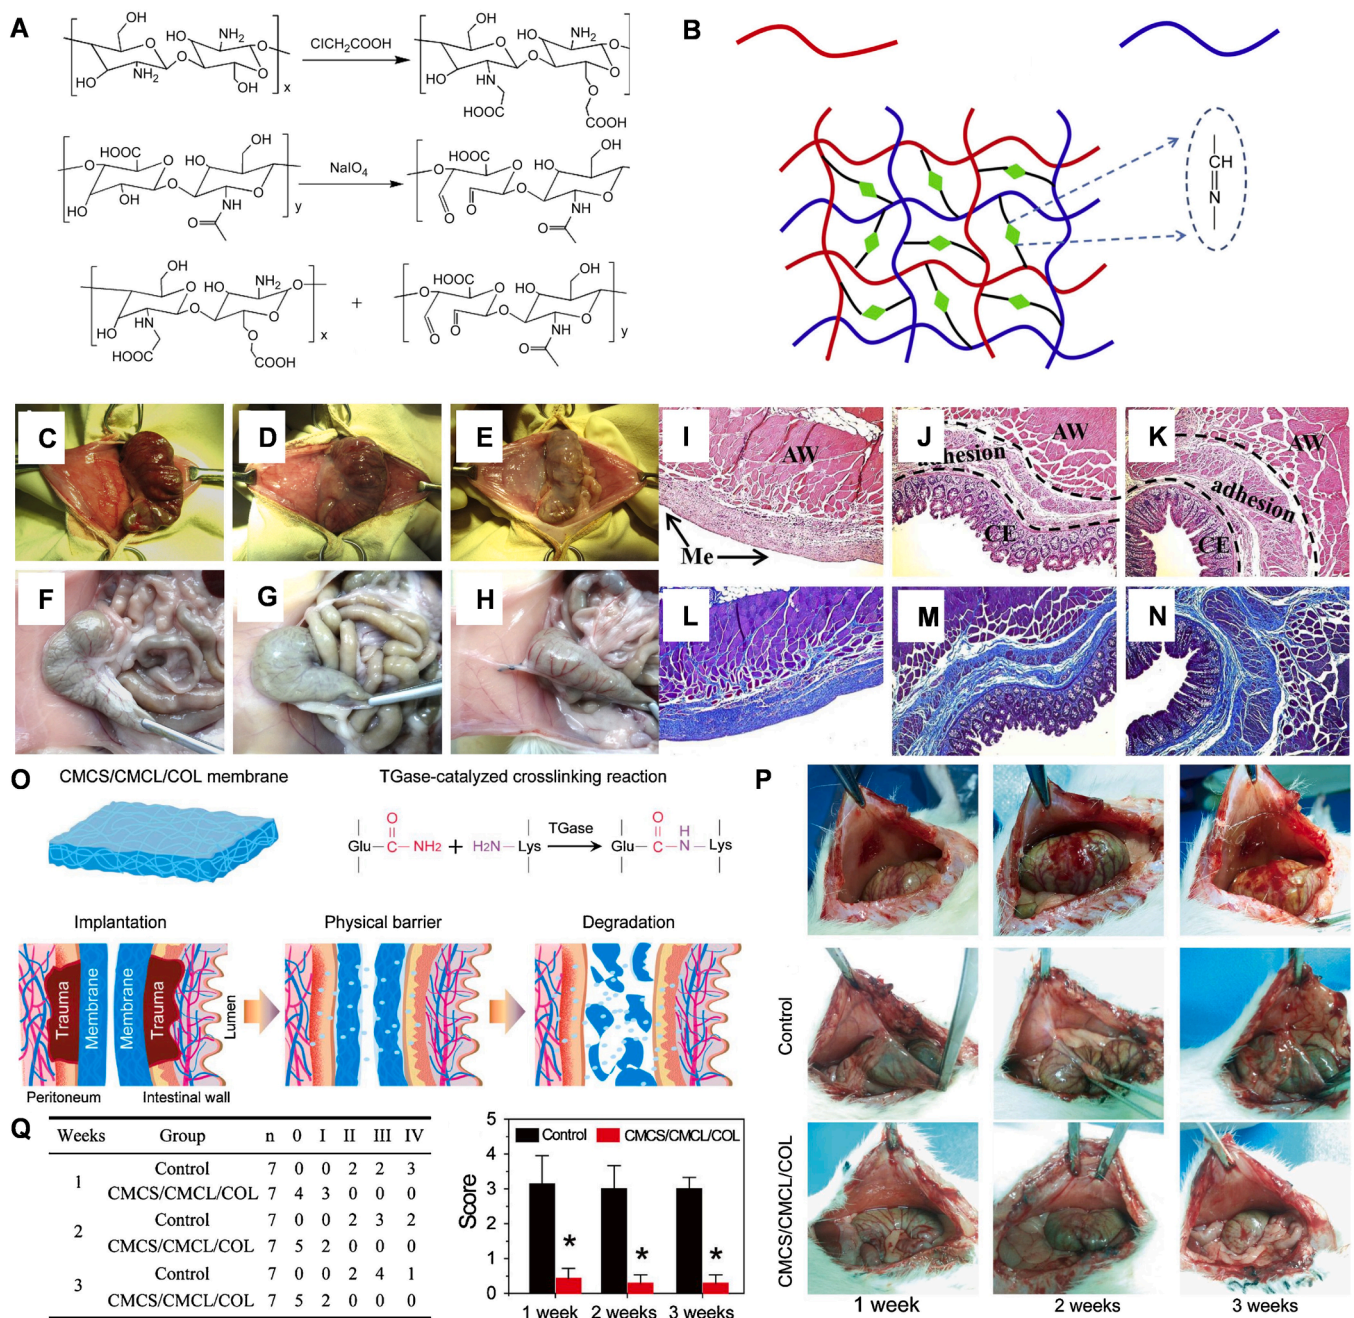 A
B
OH
HO
NH2
O
HO
NH2
O
HO
x
ClCH2COOH
OH
HO
NH2
O
HO
HN
O
HOOC
COOH
OH
HOOC
O
HO
O
HO
OH
NH
O
y
NaIO4
OH
HOOC
O
HO
O
O
O
NH
O
CH
N
OH
HO
NH2
O
HO
HN
O
HOOC
COOH
x
+
OH
HOOC
O
HO
O
O
O
NH
O
y
C
D
E
I
AW
Me
J
AW
adhesion
CE
K
AW
adhesion
CE
F
G
H
L
M
N
O
CMCS/CMCL/COL membrane
TGase-catalyzed crosslinking reaction
O
Glu C NH2 + H2N Lys
TGase
O H
Glu C N Lys
Implantation
Physical barrier
Degradation
Trauma
Membrane
Membrane
Trauma
Lumen
Peritoneum
Intestinal wall
P
Control
CMCS/CMCL/COL
1 week
2 weeks
3 weeks
Q
Weeks Group n 0 I II III IV
1
Control 7 0 0 2 2 3
CMCS/CMCL/COL 7 4 3 0 0 0
2
Control 7 0 0 2 3 2
CMCS/CMCL/COL 7 5 2 0 0 0
3
Control 7 0 0 2 4 1
CMCS/CMCL/COL 7 5 2 0 0 0
Score
5
4
3
2
1
0
Control
CMCS/CMCL/COL
*
*
*
1 week
2 weeks
3 weeks